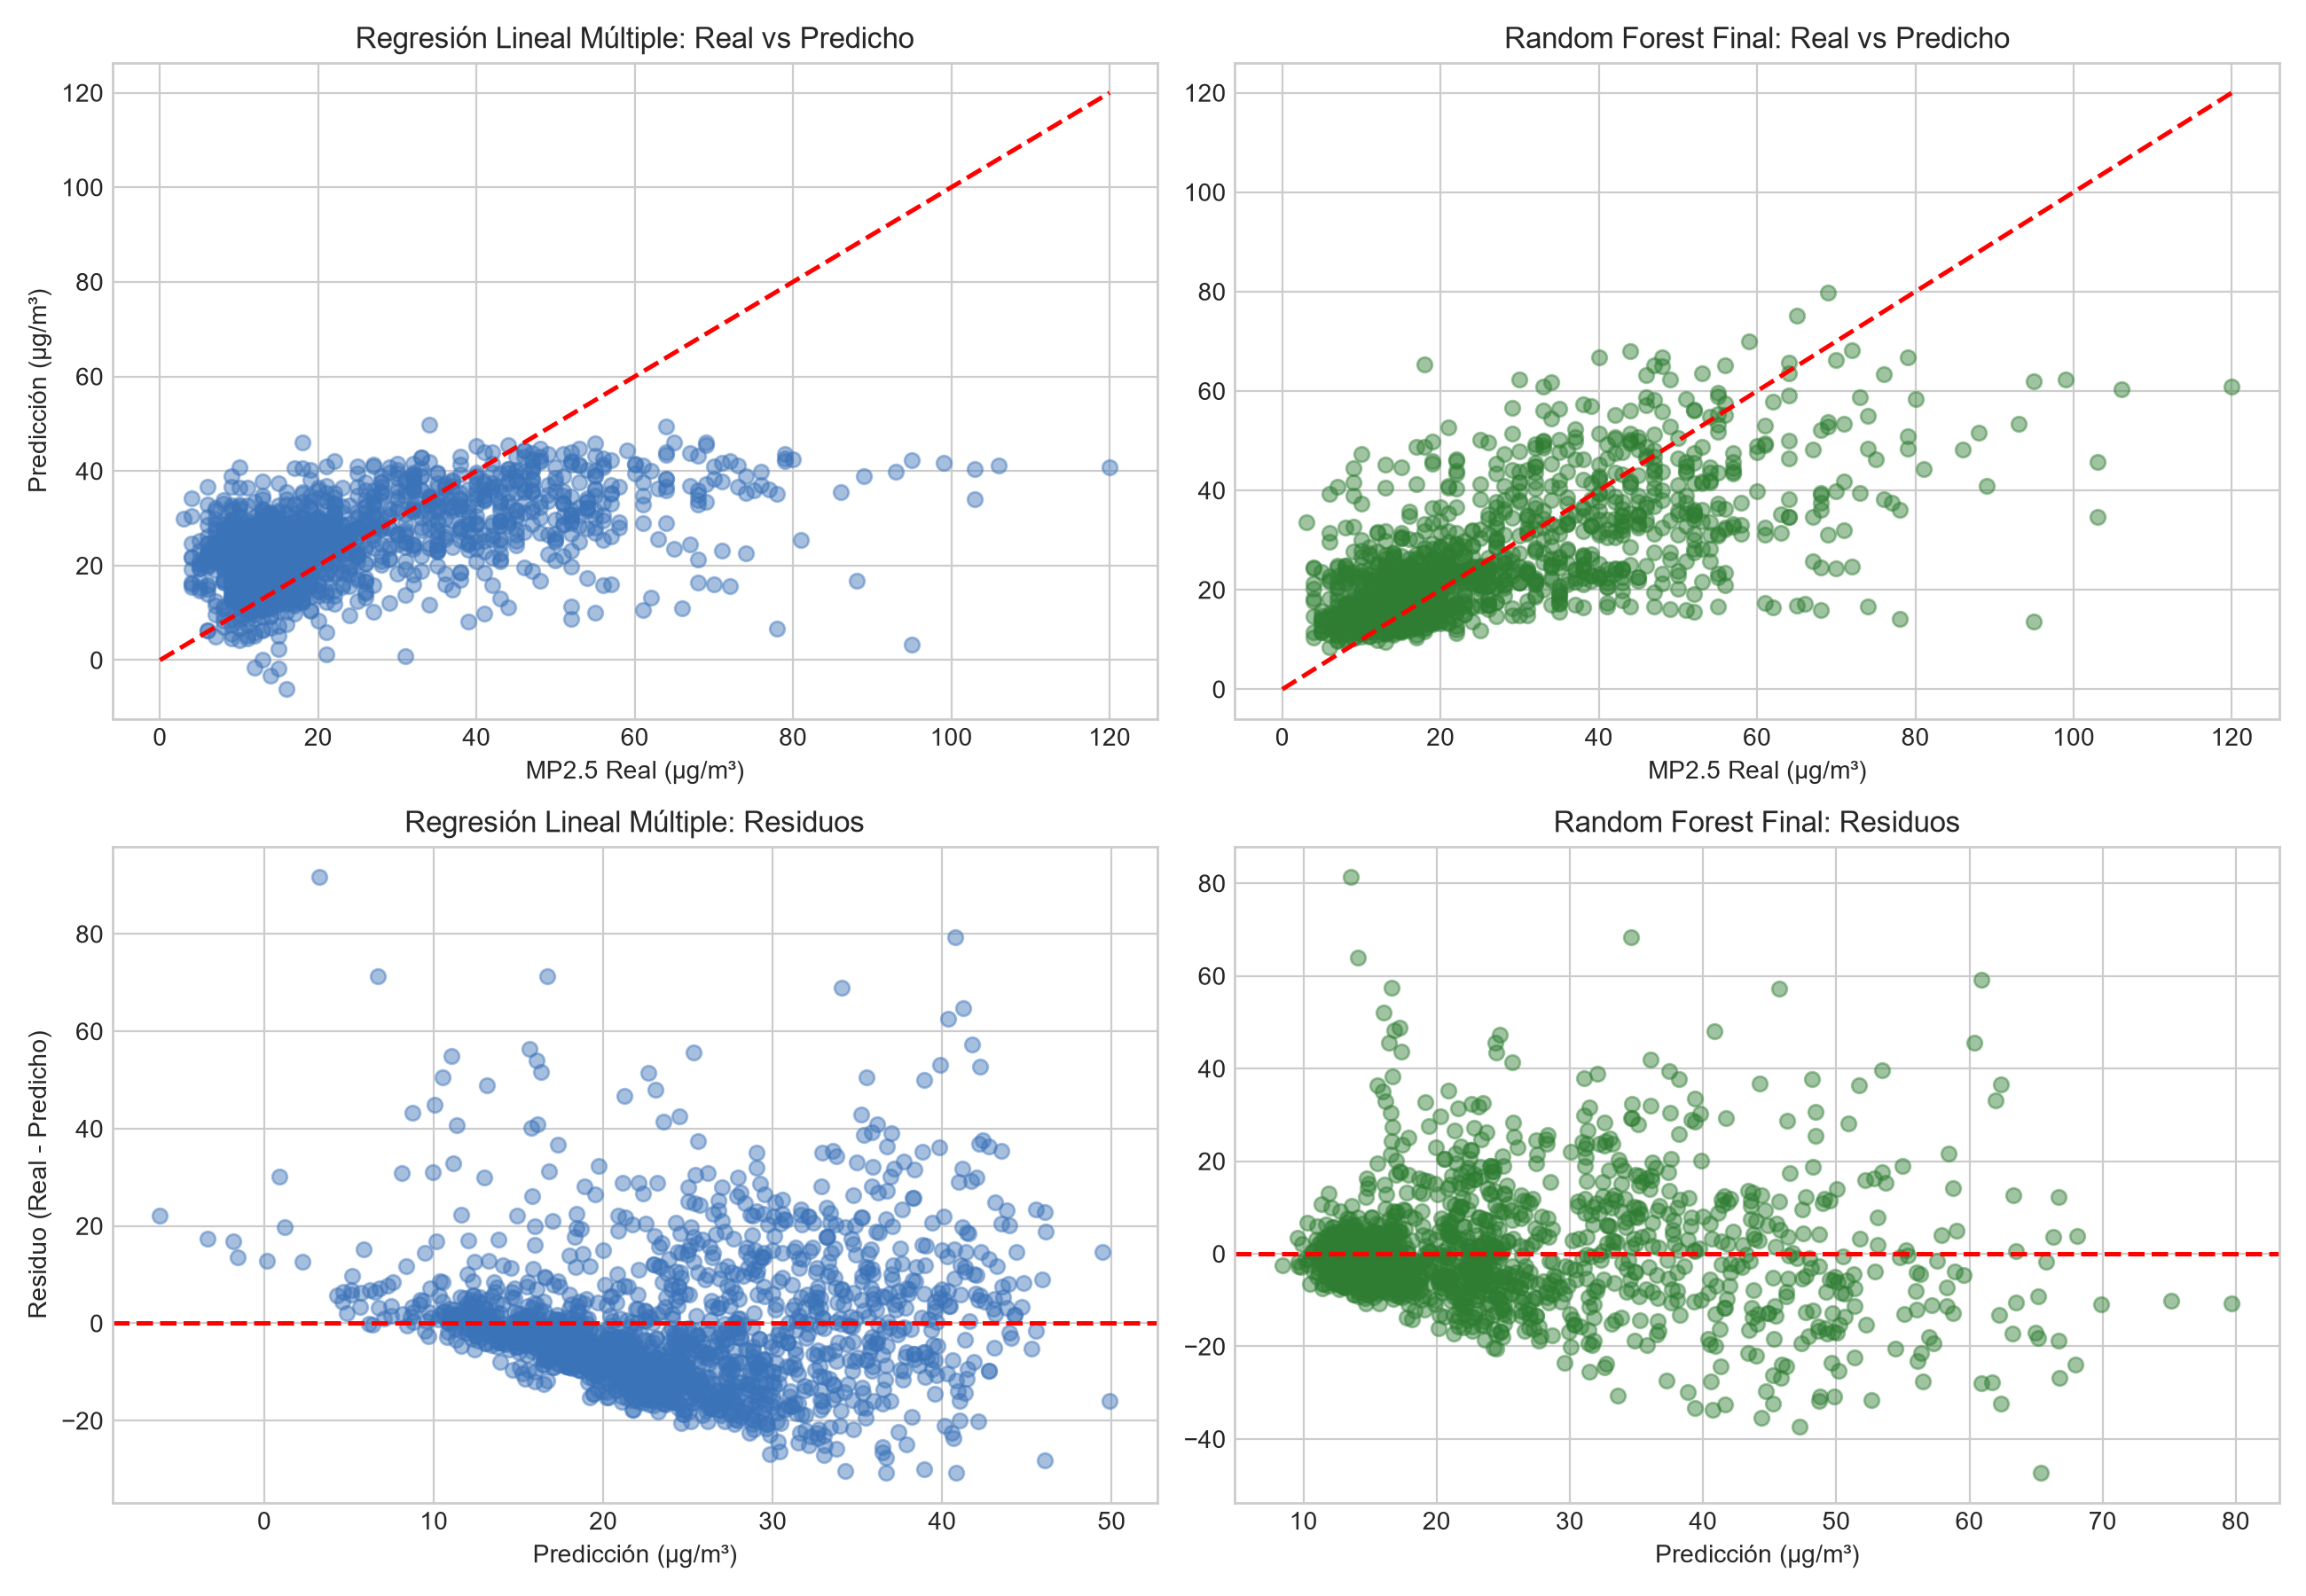 Regresión Lineal Múltiple: Real vs Predicho
120
100
80
60
40
20
0
Predicción (µg/m³)
0 20 40 60 80 100 120
MP2.5 Real (µg/m³)
Random Forest Final: Real vs Predicho
120
100
80
60
40
20
0
0 20 40 60 80 100 120
MP2.5 Real (µg/m³)
Regresión Lineal Múltiple: Residuos
80
60
40
20
0
−20
Residuo (Real - Predicho)
0 10 20 30 40 50
Predicción (µg/m³)
Random Forest Final: Residuos
80
60
40
20
0
−20
−40
10 20 30 40 50 60 70 80
Predicción (µg/m³)